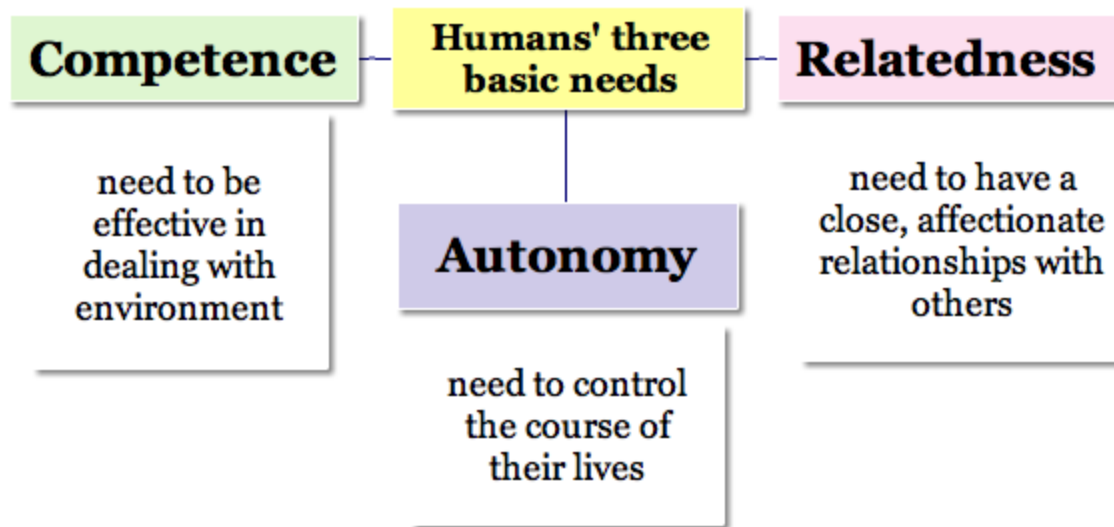 Competence
Humans' three
basic needs
Relatedness
need to be
effective in
dealing with
environment
Autonomy
need to control
the course of
their lives
need to have a
close, affectionate
relationships with
others